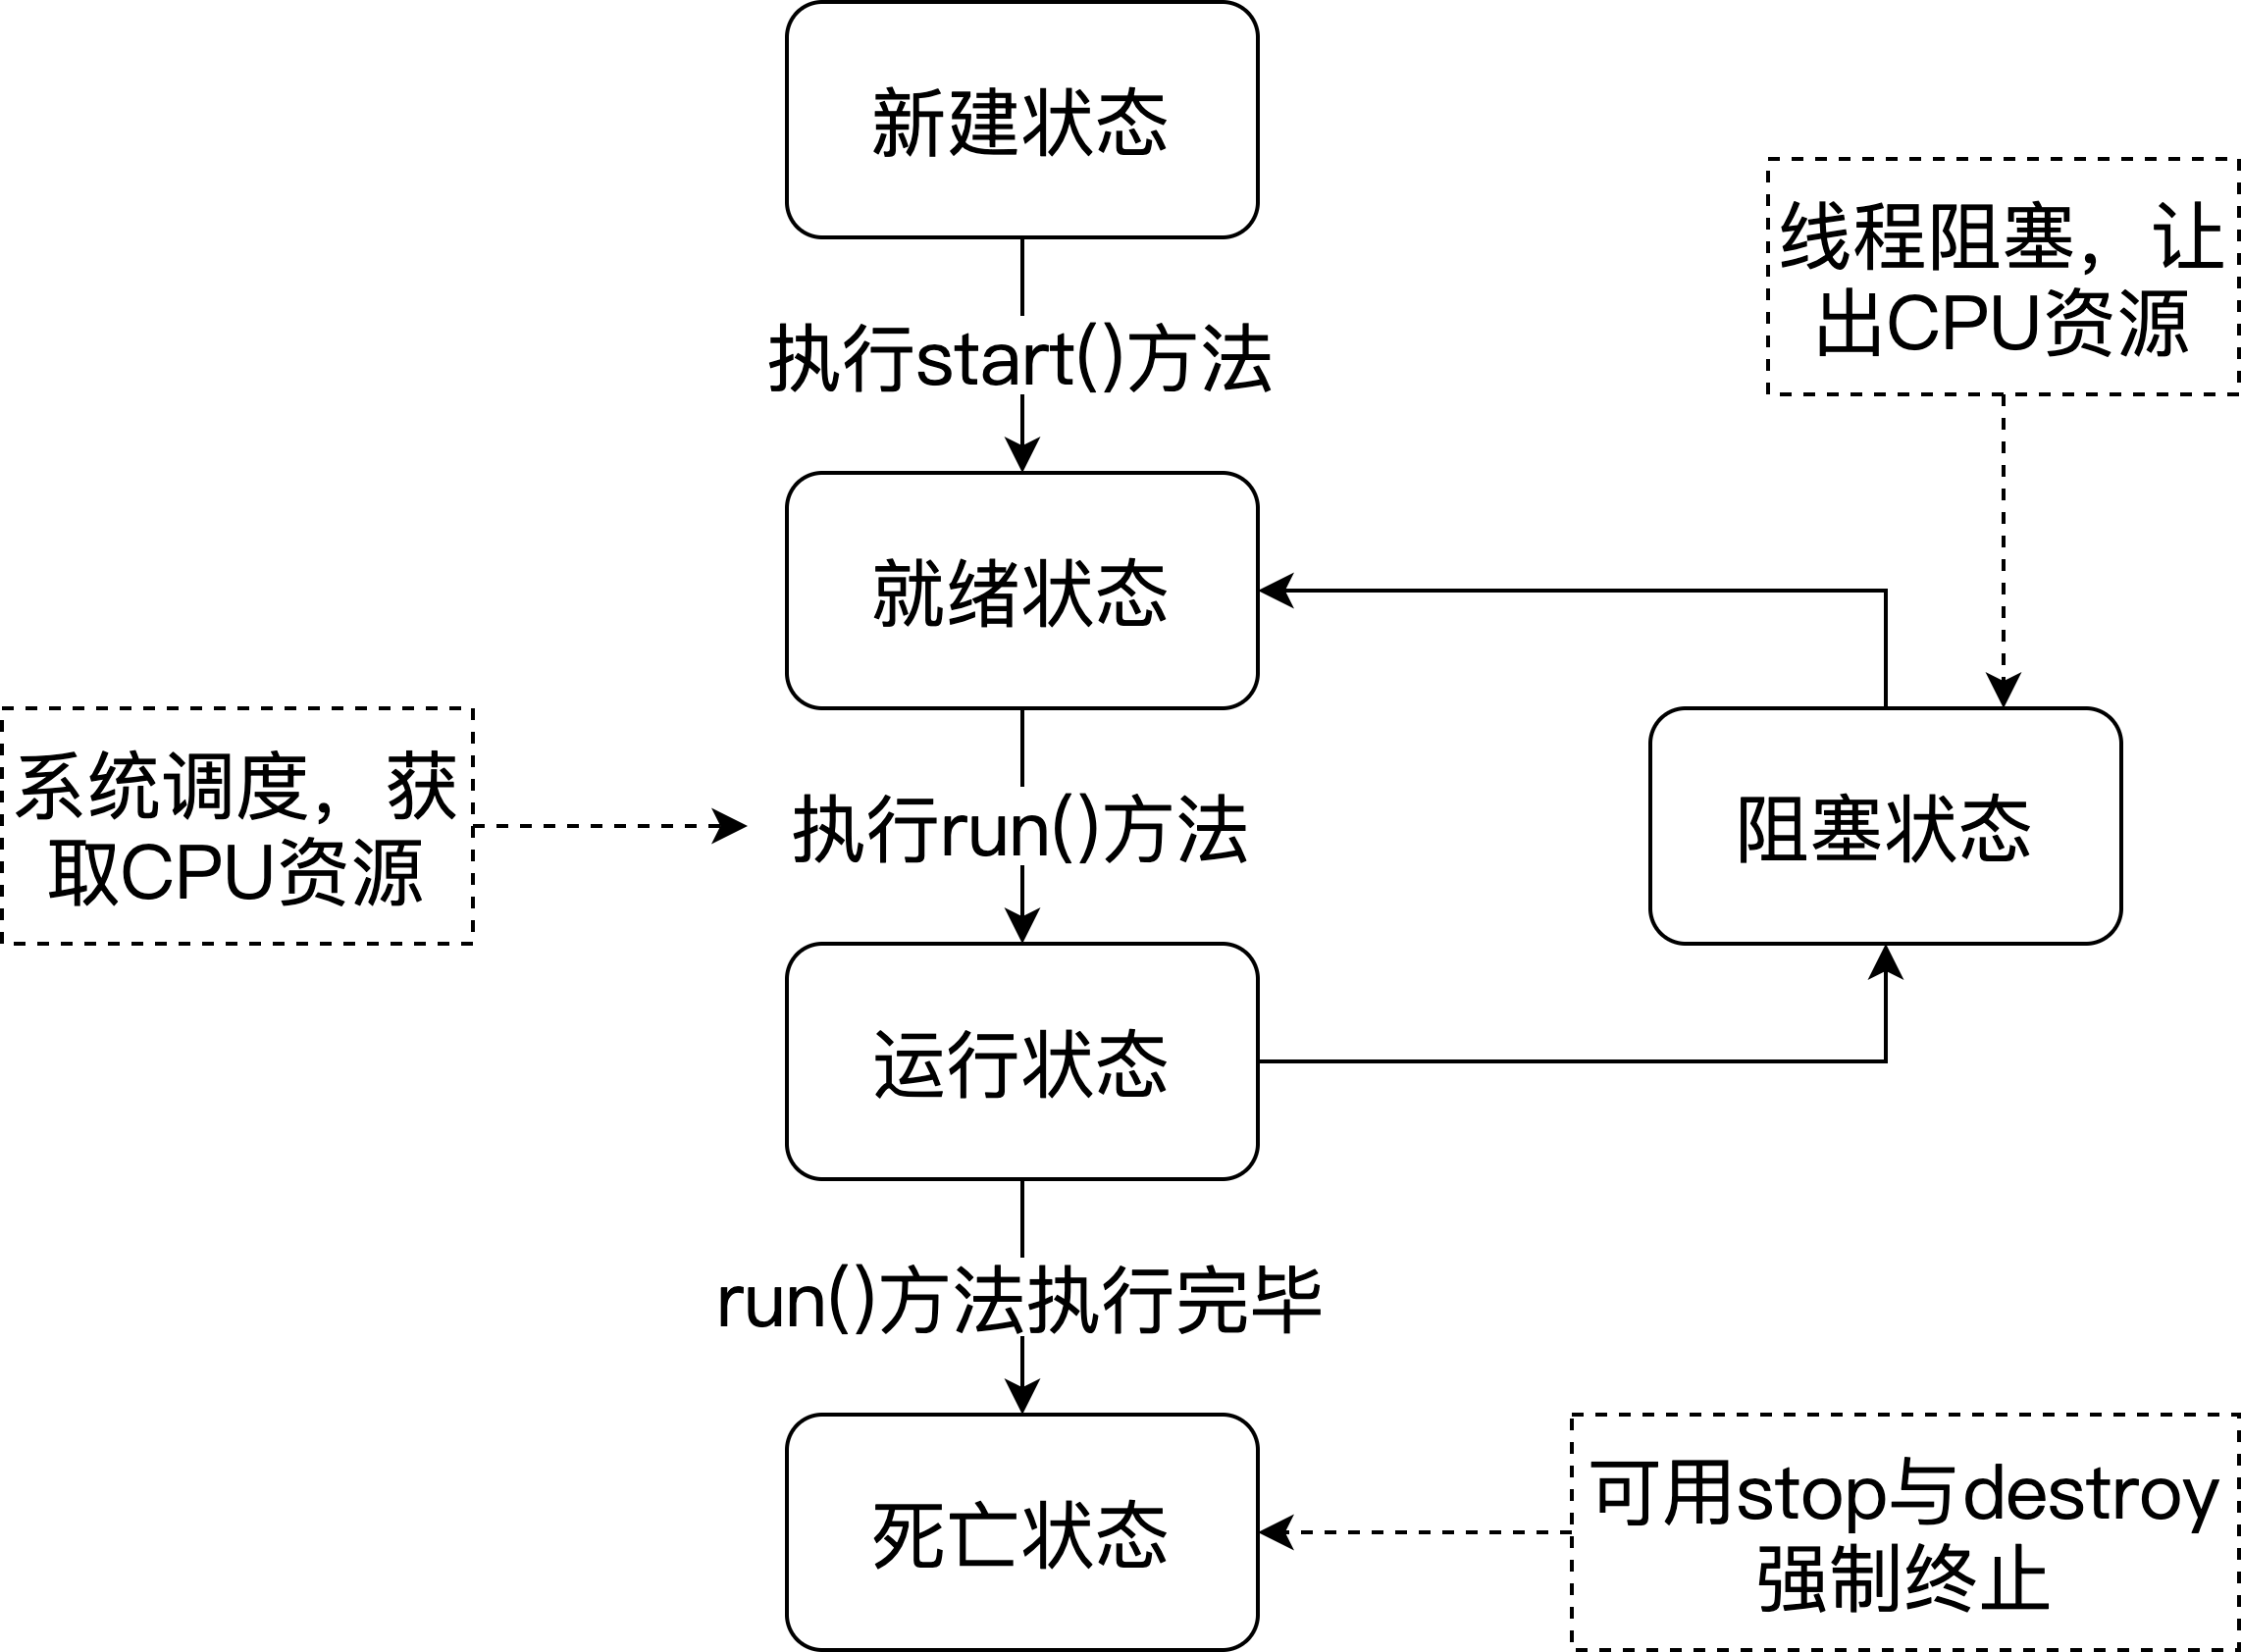 新建状态
线程阻塞，让
出CPU资源
执行start()方法
就绪状态
系统调度，获
取CPU资源
执行run()方法
阻塞状态
运行状态
run()方法执行完毕
死亡状态
可用stop与destroy
强制终止